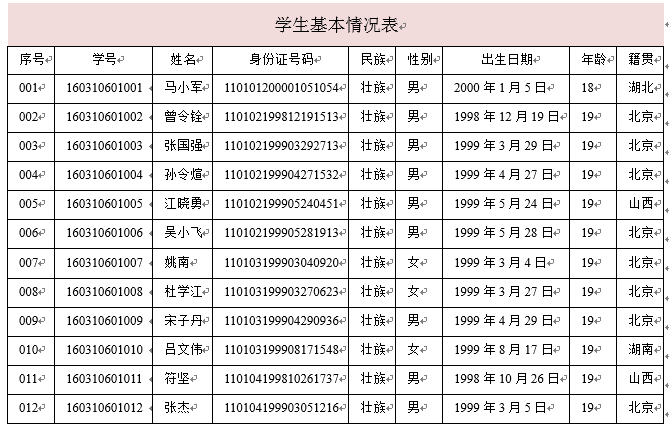 学生基本情况表
序号 学号 姓名 身份证号码 民族 性别 出生日期 年龄 籍贯
001 160310601001 马小军 110101200001051054 壮族 男 2000 年 1 月 5 日 18 湖北
002 160310601002 曾令铨 110102199812191513 壮族 男 1998 年 12 月 19 日 19 北京
003 160310601003 张国强 110102199903292713 壮族 男 1999 年 3 月 29 日 19 北京
004 160310601004 孙令煊 110102199904271532 壮族 男 1999 年 4 月 27 日 19 北京
005 160310601005 江晓勇 110102199905240451 壮族 男 1999 年 5 月 24 日 19 山西
006 160310601006 吴小飞 110102199905281913 壮族 男 1999 年 5 月 28 日 19 北京
007 160310601007 姚南 110103199903040920 壮族 女 1999 年 3 月 4 日 19 北京
008 160310601008 杜学江 110103199903270623 壮族 女 1999 年 3 月 27 日 19 北京
009 160310601009 宋子丹 110103199904290936 壮族 男 1999 年 4 月 29 日 19 北京
010 160310601010 吕文伟 110103199908171548 壮族 女 1999 年 8 月 17 日 19 湖南
011 160310601011 符坚 110104199810261737 壮族 男 1998 年 10 月 26 日 19 山西
012 160310601012 张杰 110104199903051216 壮族 男 1999 年 3 月 5 日 19 北京